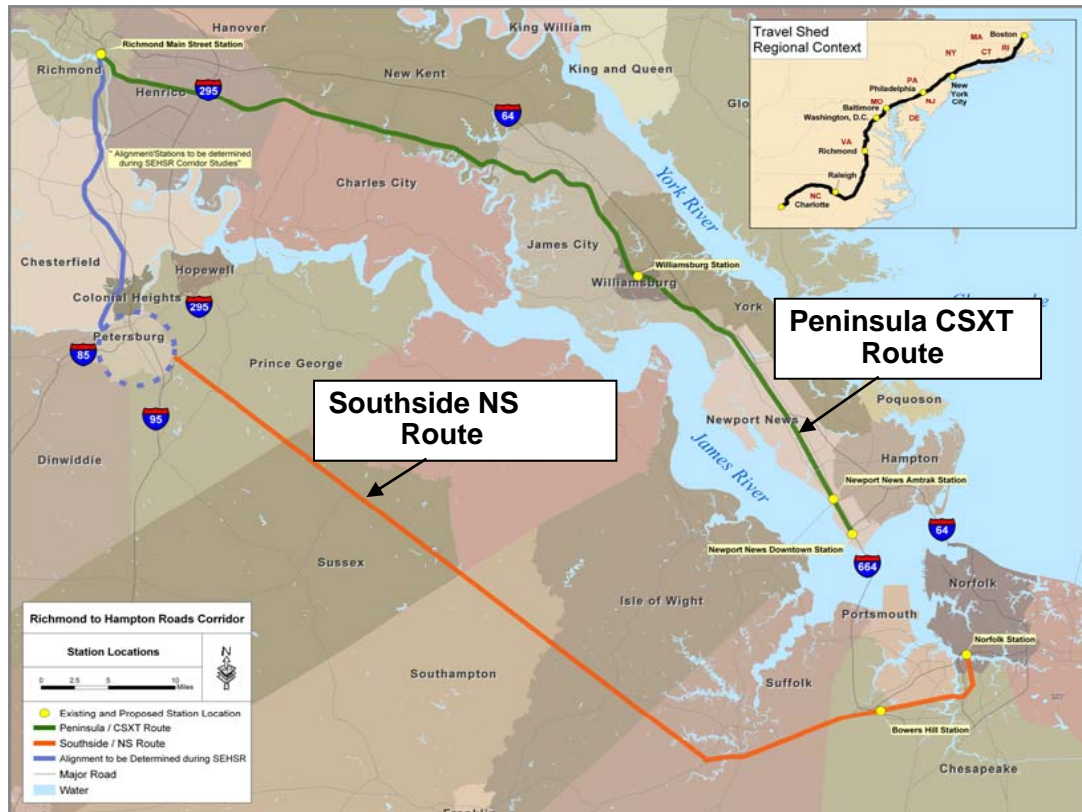 Hanover
King William
Richmond Main Street Station
Richmond
Henrico
295
New Kent
64
King and Queen
Glo
" Alignment/Stations to be determined
during SEHSR Corridor Studies"
Charles City
York River
James City
Chesterfield
Hopewell
Colonial Heights
295
Williamsburg Station
Williamsburg
York
Petersburg
85
Prince George
95
Dinwiddie
Southside NS
Route
Peninsula CSXT
Route
Poquoson
Newport News
James River
Hampton
Newport News Amtrak Station
64
Newport News Downtown Station
664
Sussex
Isle of Wight
Norfolk
Portsmouth
Norfolk Station
Southampton
Suffolk
Bowers Hill Station
Chesapeake
Franklin
Travel Shed
Regional Context
MA
Boston
NY
CT
RI
PA
Philadelphia
New
York
City
NJ
MD
Baltimore
Washington, D.C.
DE
VA
Richmond
Raleigh
NC
Charlotte
Richmond to Hampton Roads Corridor
Station Locations
N
0 2.5 5 10
Miles
Existing and Proposed Station Location
Peninsula / CSXT Route
Southside / NS Route
Alignment to be Determined during SEHSR
Major Road
Water